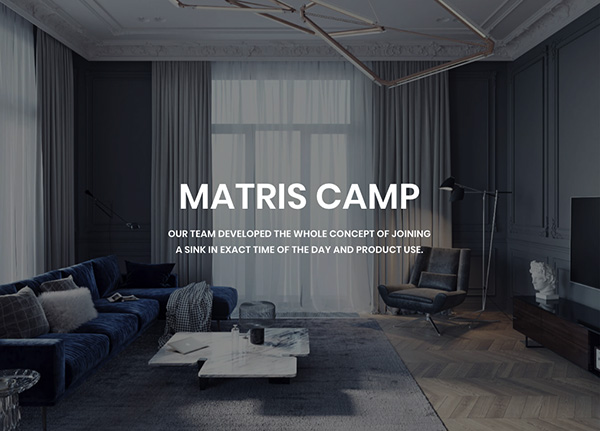 MATRIS CAMP
OUR TEAM DEVELOPED THE WHOLE CONCEPT OF JOINING
A SINK IN EXACT TIME OF THE DAY AND PRODUCT USE.